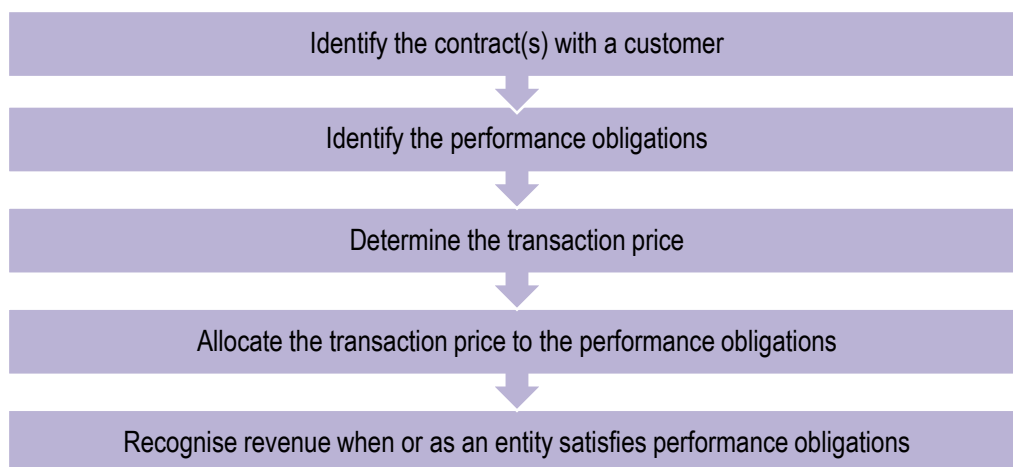 Identify the contract(s) with a customer
Identify the performance obligations
Determine the transaction price
Allocate the transaction price to the performance obligations
Recognise revenue when or as an entity satisfies performance obligations